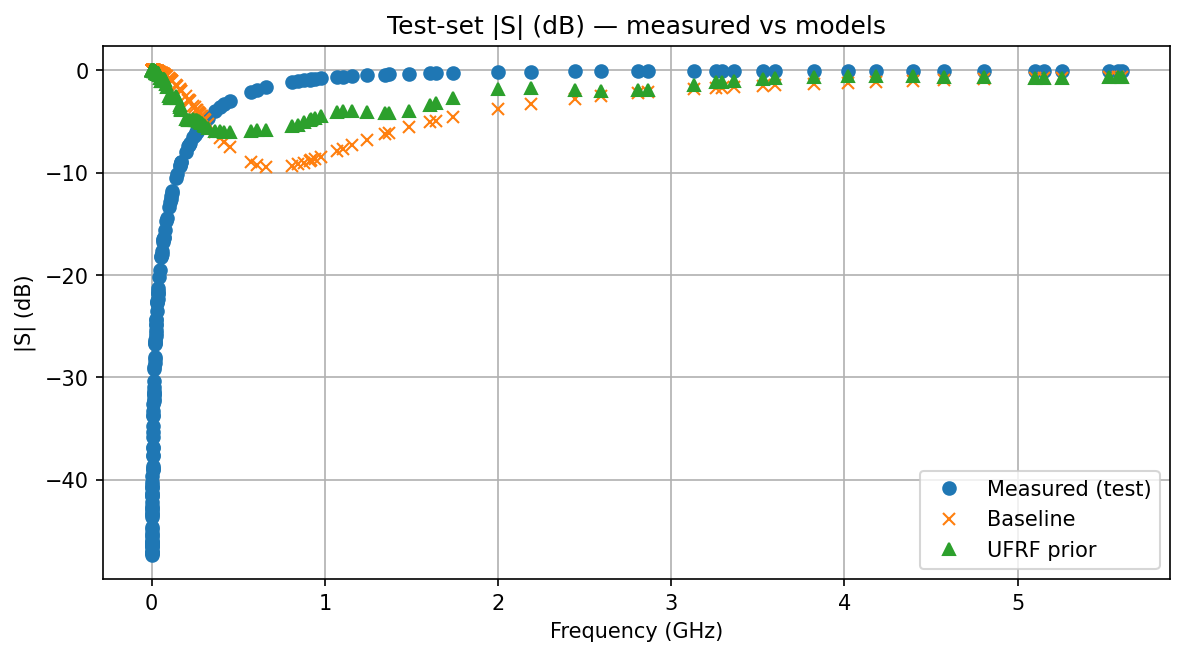 Test-set |S| (dB) — measured vs models
|S| (dB)
0
−10
−20
−30
−40
0 1 2 3 4 5
Frequency (GHz)
Measured (test)
Baseline
UFRF prior